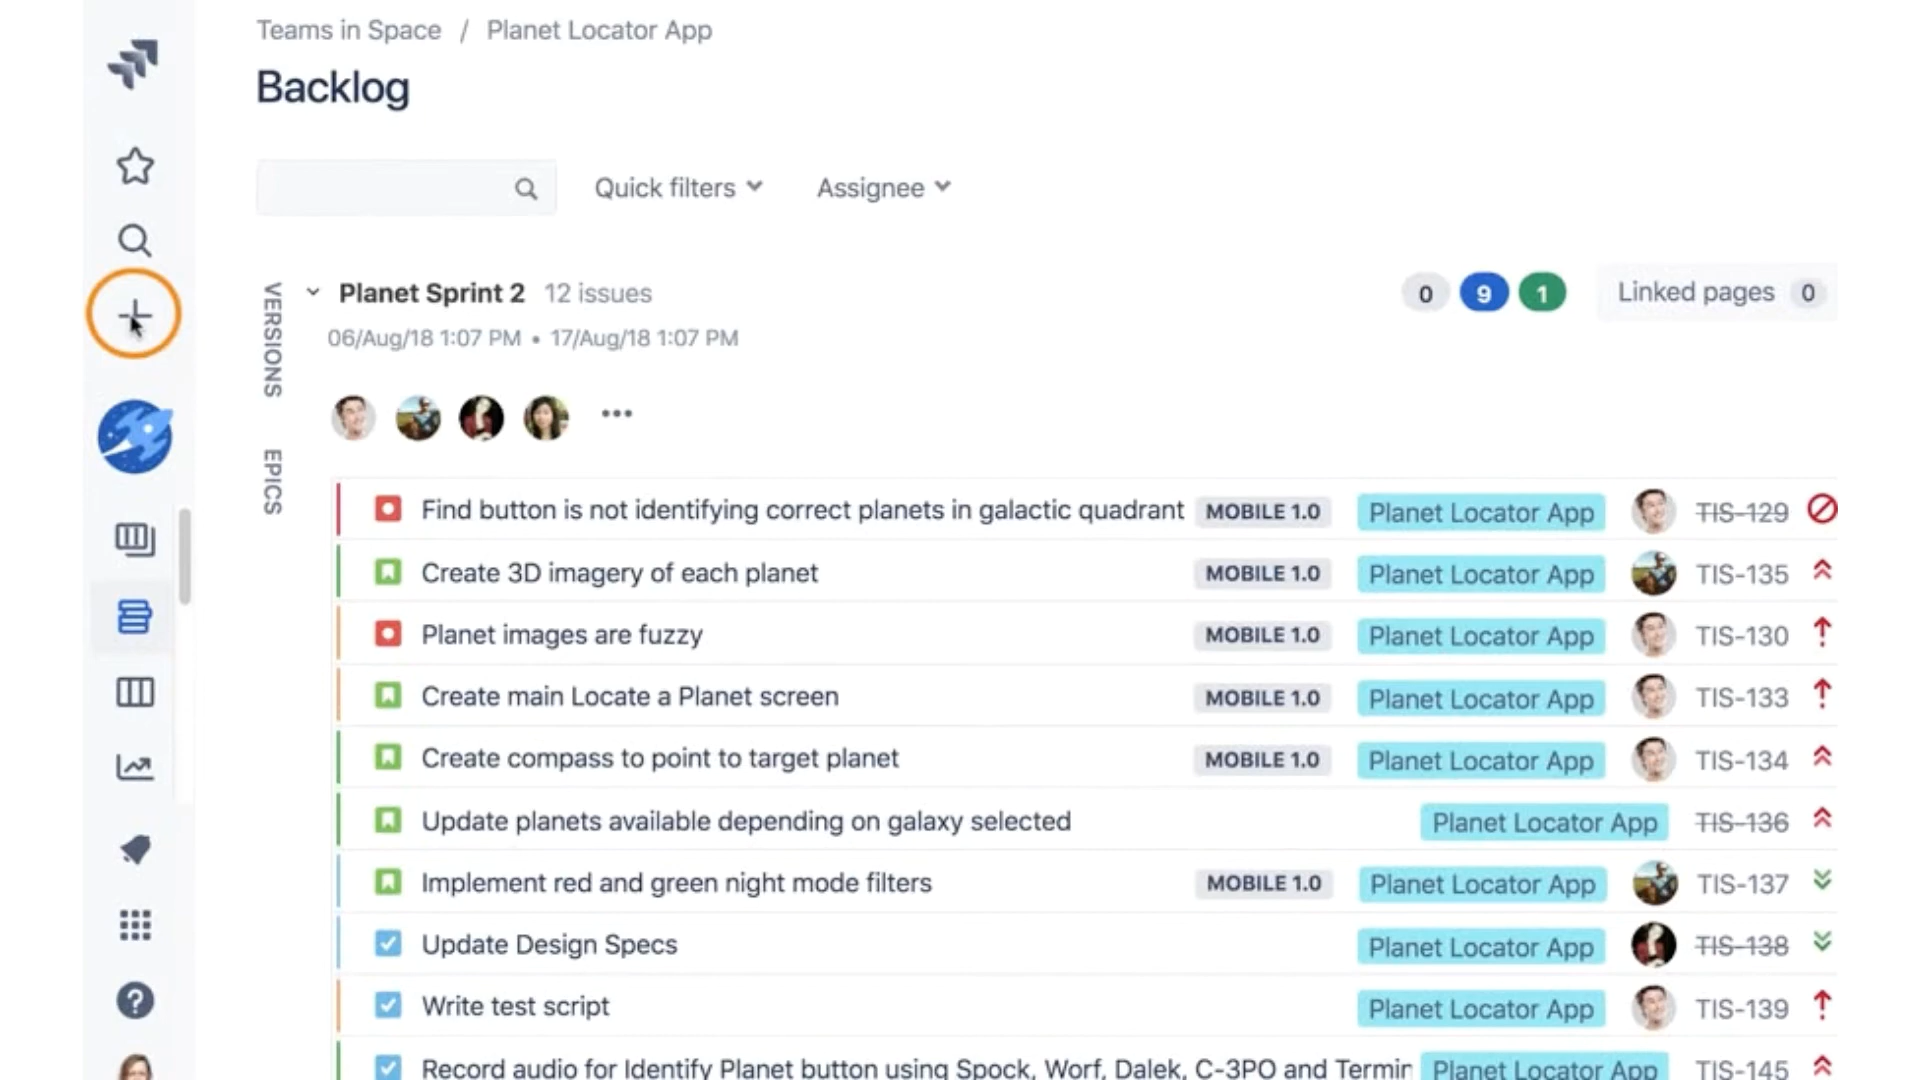 Teams in Space / Planet Locator App
Backlog
Quick filters Assignee
VERSIONS
EPICS
Planet Sprint 2 12 issues 0 9 1 Linked pages 0
06/Aug/18 1:07 PM • 17/Aug/18 1:07 PM
Find button is not identifying correct planets in galactic quadrant MOBILE 1.0 Planet Locator App TIS-129
Create 3D imagery of each planet MOBILE 1.0 Planet Locator App TIS-135
Planet images are fuzzy MOBILE 1.0 Planet Locator App TIS-130
Create main Locate a Planet screen MOBILE 1.0 Planet Locator App TIS-133
Create compass to point to target planet MOBILE 1.0 Planet Locator App TIS-134
Update planets available depending on galaxy selected Planet Locator App TIS-136
Implement red and green night mode filters MOBILE 1.0 Planet Locator App TIS-137
Update Design Specs Planet Locator App TIS-138
Write test script Planet Locator App TIS-139
Record audio for Identify Planet button using Spock, Worf, Dalek, C-3PO and Termin Planet Locator App TIS-145